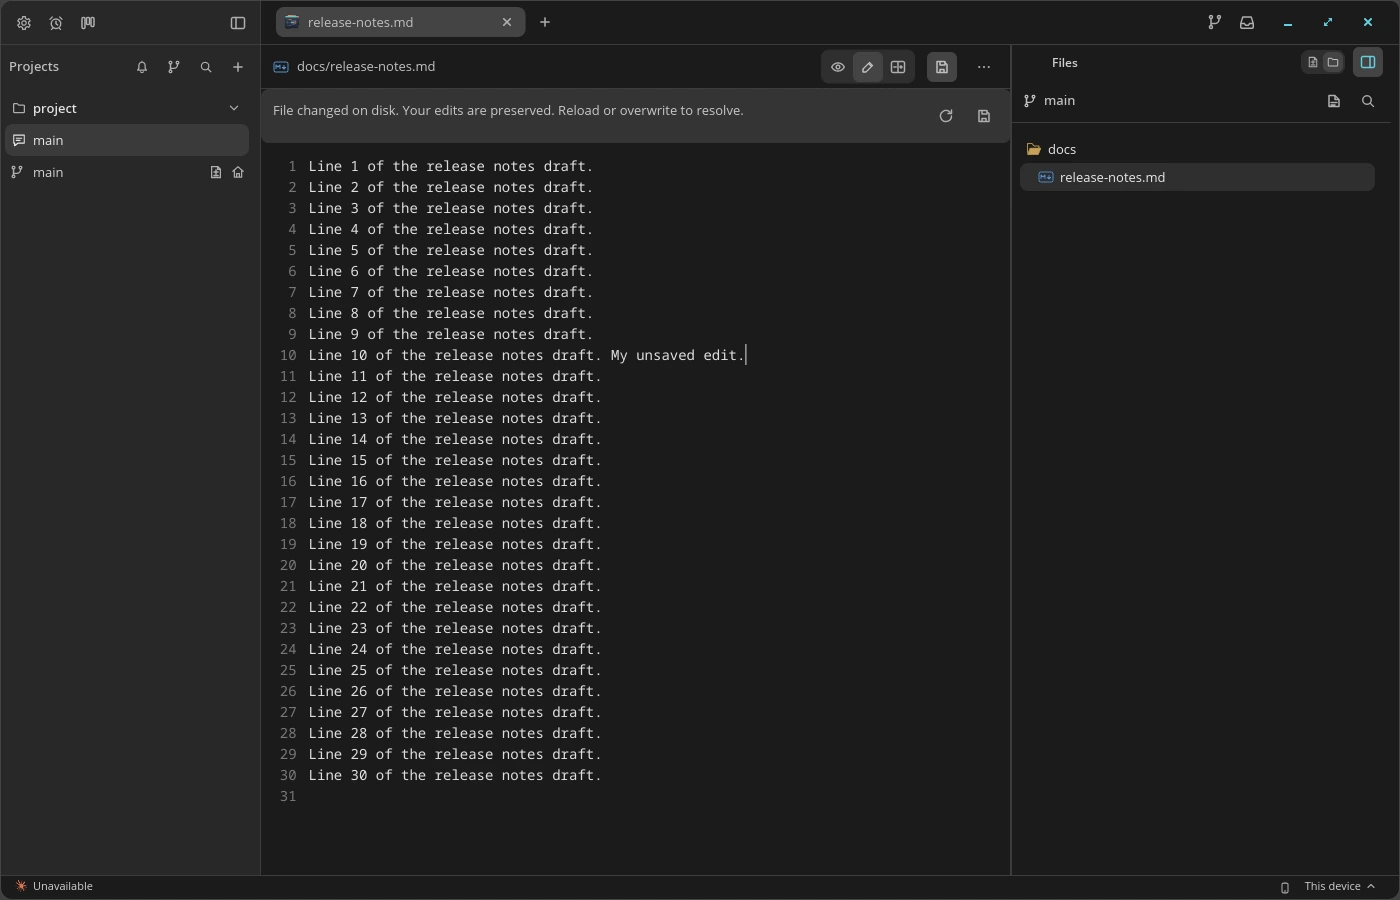 release-notes.md
Projects
docs/release-notes.md
Files
project
main
main
File changed on disk. Your edits are preserved. Reload or overwrite to resolve.
1 Line 1 of the release notes draft.
2 Line 2 of the release notes draft.
3 Line 3 of the release notes draft.
4 Line 4 of the release notes draft.
5 Line 5 of the release notes draft.
6 Line 6 of the release notes draft.
7 Line 7 of the release notes draft.
8 Line 8 of the release notes draft.
9 Line 9 of the release notes draft.
10 Line 10 of the release notes draft. My unsaved edit.
11 Line 11 of the release notes draft.
12 Line 12 of the release notes draft.
13 Line 13 of the release notes draft.
14 Line 14 of the release notes draft.
15 Line 15 of the release notes draft.
16 Line 16 of the release notes draft.
17 Line 17 of the release notes draft.
18 Line 18 of the release notes draft.
19 Line 19 of the release notes draft.
20 Line 20 of the release notes draft.
21 Line 21 of the release notes draft.
22 Line 22 of the release notes draft.
23 Line 23 of the release notes draft.
24 Line 24 of the release notes draft.
25 Line 25 of the release notes draft.
26 Line 26 of the release notes draft.
27 Line 27 of the release notes draft.
28 Line 28 of the release notes draft.
29 Line 29 of the release notes draft.
30 Line 30 of the release notes draft.
31
main
docs
release-notes.md
Unavailable
This device